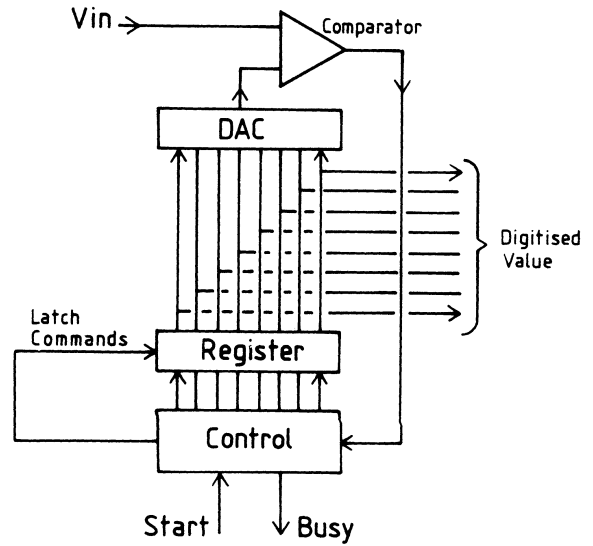 Vin
Comparator
DAC
Digitised
Value
Latch
Commands
Register
Control
Start
Busy